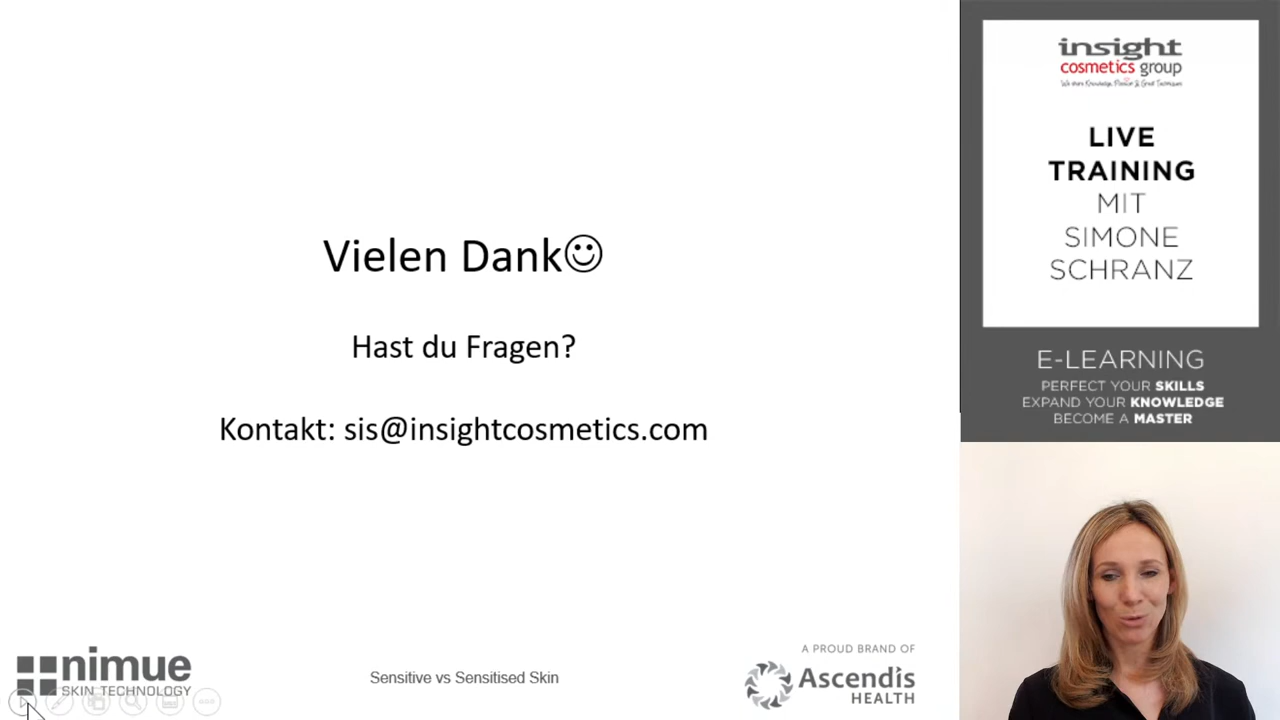 Vielen Dank☺
Hast du Fragen?
Kontakt: sis@insightcosmetics.com
nimue
SKIN TECHNOLOGY
Sensitive vs Sensitised Skin
A PROUD BRAND OF
Ascendis
HEALTH
insight
cosmetics group
LIVE
TRAINING
MIT
SIMONE
SCHRANZ
E-LEARNING
PERFECT YOUR SKILLS
EXPAND YOUR KNOWLEDGE
BECOME A MASTER